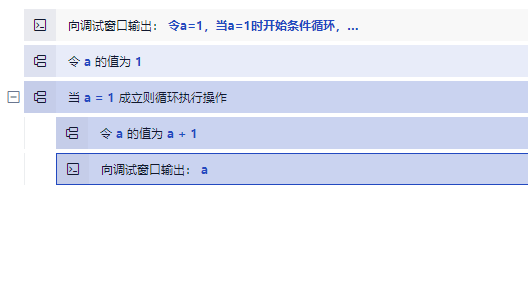 向调试窗口输出： 令a=1，当a=1时开始条件循环，...
令 a 的值为 1
当 a = 1 成立则循环执行操作
令 a 的值为 a + 1
向调试窗口输出： a